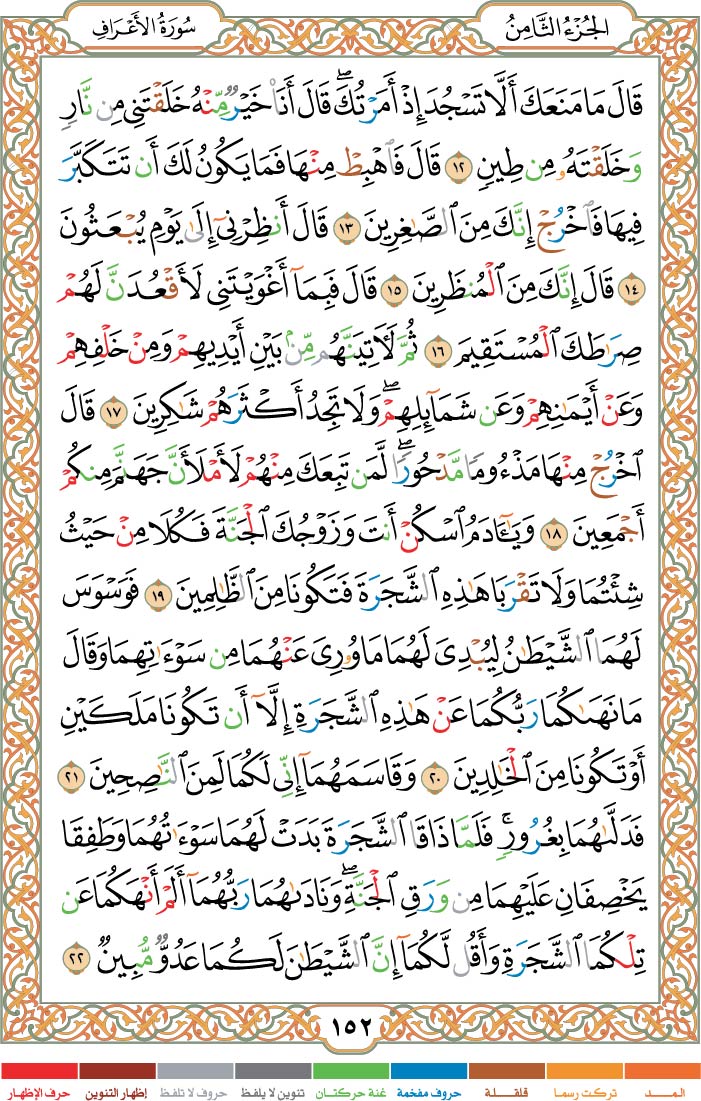 الجُزْءُ الثَّامِنُ
سُورَةُ الأَعْرَافِ
قَالَ مَا مَنَعَكَ أَلَّا تَسْجُدَ إِذْ أَمَرْتُكَۖ قَالَ أَنَا۠ خَيْرٌ مِّنْهُ خَلَقْتَنِي مِن نَّارٍ
وَخَلَقْتَهُۥ مِن طِينٍ ١٢ قَالَ فَٱهْبِطْ مِنْهَا فَمَا يَكُونُ لَكَ أَن تَتَكَبَّرَ
فِيهَا فَٱخْرُجْ إِنَّكَ مِنَ ٱلصَّٰغِرِينَ ١٣ قَالَ أَنظِرْنِيٓ إِلَىٰ يَوْمِ يُبْعَثُونَ
١٤ قَالَ إِنَّكَ مِنَ ٱلْمُنظَرِينَ ١٥ قَالَ فَبِمَآ أَغْوَيْتَنِي لَأَقْعُدَنَّ لَهُمْ
صِرَٰطَكَ ٱلْمُسْتَقِيمَ ١٦ ثُمَّ لَأٓتِيَنَّهُم مِّنۢ بَيْنِ أَيْدِيهِمْ وَمِنْ خَلْفِهِمْ
وَعَنْ أَيْمَٰنِهِمْ وَعَن شَمَآئِلِهِمْۖ وَلَا تَجِدُ أَكْثَرَهُمْ شَٰكِرِينَ ١٧ قَالَ
ٱخْرُجْ مِنْهَا مَذْءُومًا مَّدْحُورًاۖ لَّمَن تَبِعَكَ مِنْهُمْ لَأَمْلَأَنَّ جَهَنَّمَ مِنكُمْ
أَجْمَعِينَ ١٨ وَيَٰٓـَٔادَمُ ٱسْكُنْ أَنتَ وَزَوْجُكَ ٱلْجَنَّةَ فَكُلَا مِنْ حَيْثُ
شِئْتُمَا وَلَا تَقْرَبَا هَٰذِهِ ٱلشَّجَرَةَ فَتَكُونَا مِنَ ٱلظَّٰلِمِينَ ١٩ فَوَسْوَسَ
لَهُمَا ٱلشَّيْطَٰنُ لِيُبْدِيَ لَهُمَا مَا وُۥرِيَ عَنْهُمَا مِن سَوْءَٰتِهِمَا وَقَالَ
مَا نَهَىٰكُمَا رَبُّكُمَا عَنْ هَٰذِهِ ٱلشَّجَرَةِ إِلَّآ أَن تَكُونَا مَلَكَيْنِ
أَوْ تَكُونَا مِنَ ٱلْخَٰلِدِينَ ٢٠ وَقَاسَمَهُمَآ إِنِّي لَكُمَا لَمِنَ ٱلنَّٰصِحِينَ ٢١
فَدَلَّىٰهُمَا بِغُرُورٍۚ فَلَمَّا ذَاقَا ٱلشَّجَرَةَ بَدَتْ لَهُمَا سَوْءَٰتُهُمَا وَطَفِقَا
يَخْصِفَانِ عَلَيْهِمَا مِن وَرَقِ ٱلْجَنَّةِۖ وَنَادَىٰهُمَا رَبُّهُمَآ أَلَمْ أَنْهَكُمَا عَن
تِلْكُمَا ٱلشَّجَرَةِ وَأَقُل لَّكُمَآ إِنَّ ٱلشَّيْطَٰنَ لَكُمَا عَدُوٌّ مُّبِينٌ ٢٢
١٥٢
المــد تركت رسما قلقلة حروف مفخمة غنة حركتان تنوين لا يلفظ حروف لا تلفظ إظهار التنوين حرف الإظهار